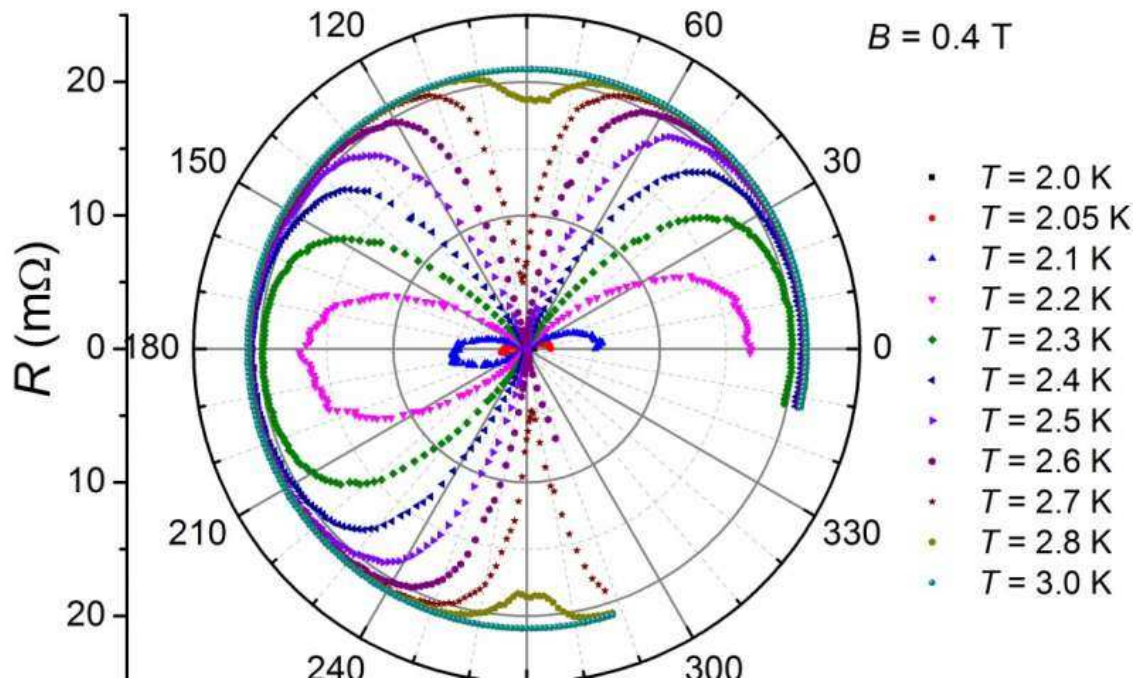 120
60
B = 0.4 T
20
150
30
10
T = 2.0 K
T = 2.05 K
T = 2.1 K
T = 2.2 K
R (mΩ)
0
180
0
T = 2.3 K
T = 2.4 K
T = 2.5 K
10
T = 2.6 K
T = 2.7 K
210
330
T = 2.8 K
T = 3.0 K
20
240
300